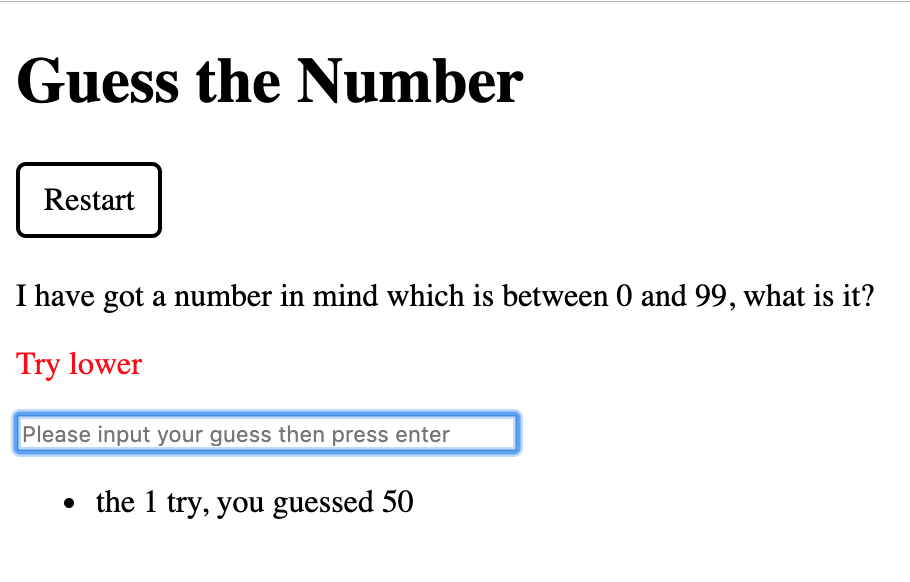 Guess the Number
Restart
I have got a number in mind which is between 0 and 99, what is it?
Try lower
Please input your guess then press enter
• the 1 try, you guessed 50